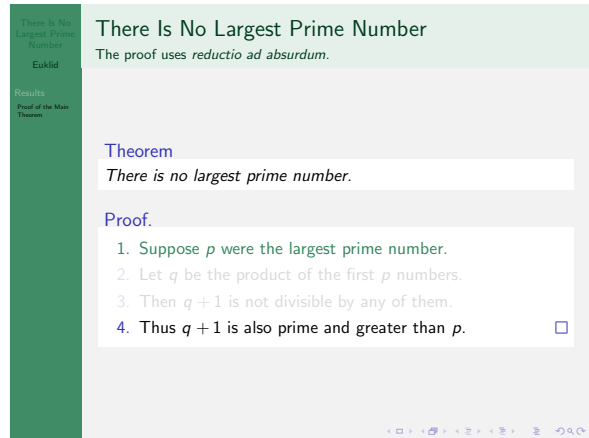 There Is No
Largest Prime
Number
Euklid
Results
Proof of the Main
Theorem
There Is No Largest Prime Number
The proof uses reductio ad absurdum.
Theorem
There is no largest prime number.
Proof.
1. Suppose p were the largest prime number.
2. Let q be the product of the first p numbers.
3. Then q + 1 is not divisible by any of them.
4. Thus q + 1 is also prime and greater than p.